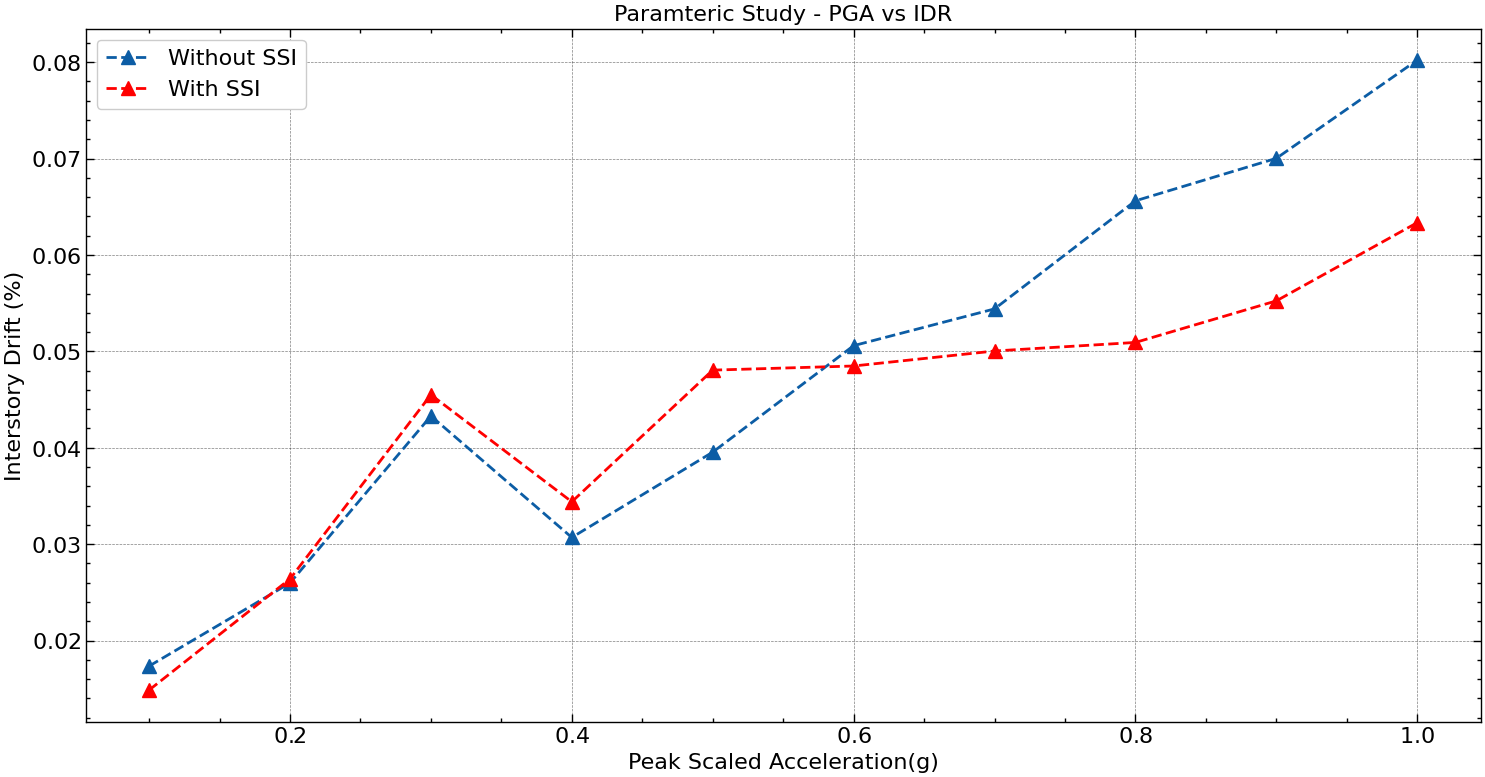 Paramteric Study - PGA vs IDR
Without SSI
With SSI
Interstory Drift (%)
0.08
0.07
0.06
0.05
0.04
0.03
0.02
0.2 0.4 0.6 0.8 1.0
Peak Scaled Acceleration(g)